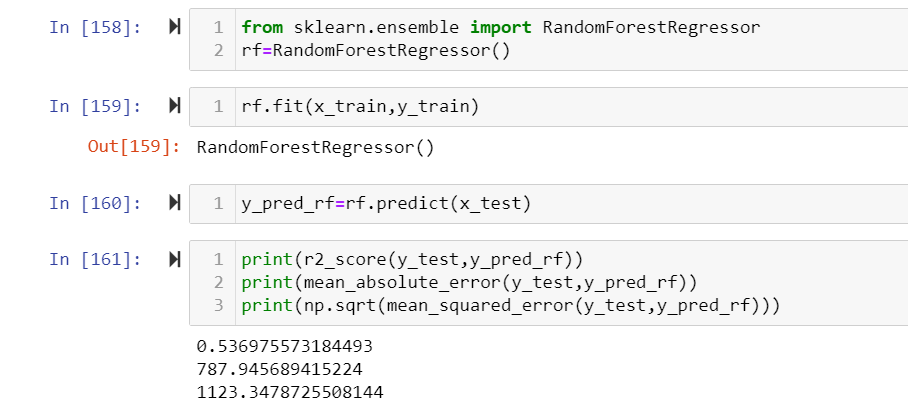 In [158]:
1 from sklearn.ensemble import RandomForestRegressor
2 rf=RandomForestRegressor()
In [159]:
1 rf.fit(x_train,y_train)
Out[159]: RandomForestRegressor()
In [160]:
1 y_pred_rf=rf.predict(x_test)
In [161]:
1 print(r2_score(y_test,y_pred_rf))
2 print(mean_absolute_error(y_test,y_pred_rf))
3 print(np.sqrt(mean_squared_error(y_test,y_pred_rf)))
0.536975573184493
787.945689415224
1123.3478725508144